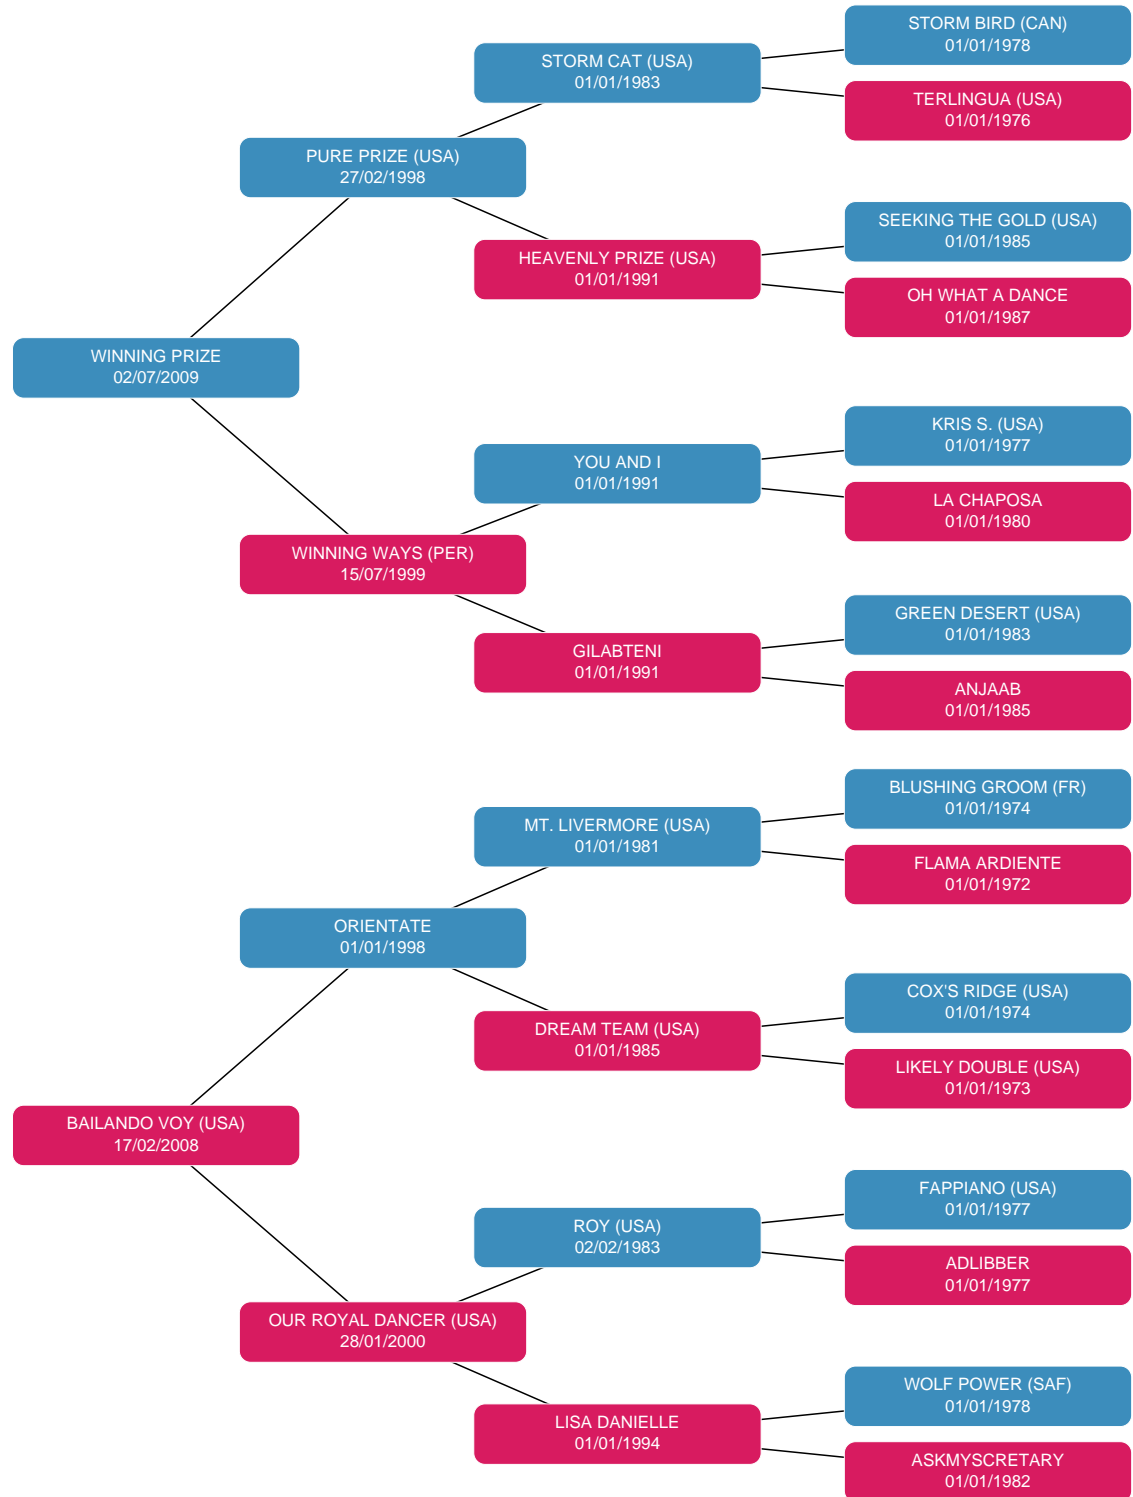 STORM BIRD (CAN)
01/01/1978
STORM CAT (USA)
01/01/1983
TERLINGUA (USA)
01/01/1976
PURE PRIZE (USA)
27/02/1998
SEEKING THE GOLD (USA)
01/01/1985
HEAVENLY PRIZE (USA)
01/01/1991
OH WHAT A DANCE
01/01/1987
WINNING PRIZE
02/07/2009
KRIS S. (USA)
01/01/1977
YOU AND I
01/01/1991
LA CHAPOSA
01/01/1980
WINNING WAYS (PER)
15/07/1999
GREEN DESERT (USA)
01/01/1983
GILABTENI
01/01/1991
ANJAAB
01/01/1985
BLUSHING GROOM (FR)
01/01/1974
MT. LIVERMORE (USA)
01/01/1981
FLAMA ARDIENTE
01/01/1972
ORIENTATE
01/01/1998
COX'S RIDGE (USA)
01/01/1974
DREAM TEAM (USA)
01/01/1985
LIKELY DOUBLE (USA)
01/01/1973
BAILANDO VOY (USA)
17/02/2008
FAPPIANO (USA)
01/01/1977
ROY (USA)
02/02/1983
ADLIBBER
01/01/1977
OUR ROYAL DANCER (USA)
28/01/2000
WOLF POWER (SAF)
01/01/1978
LISA DANIELLE
01/01/1994
ASKMYSCRETARY
01/01/1982